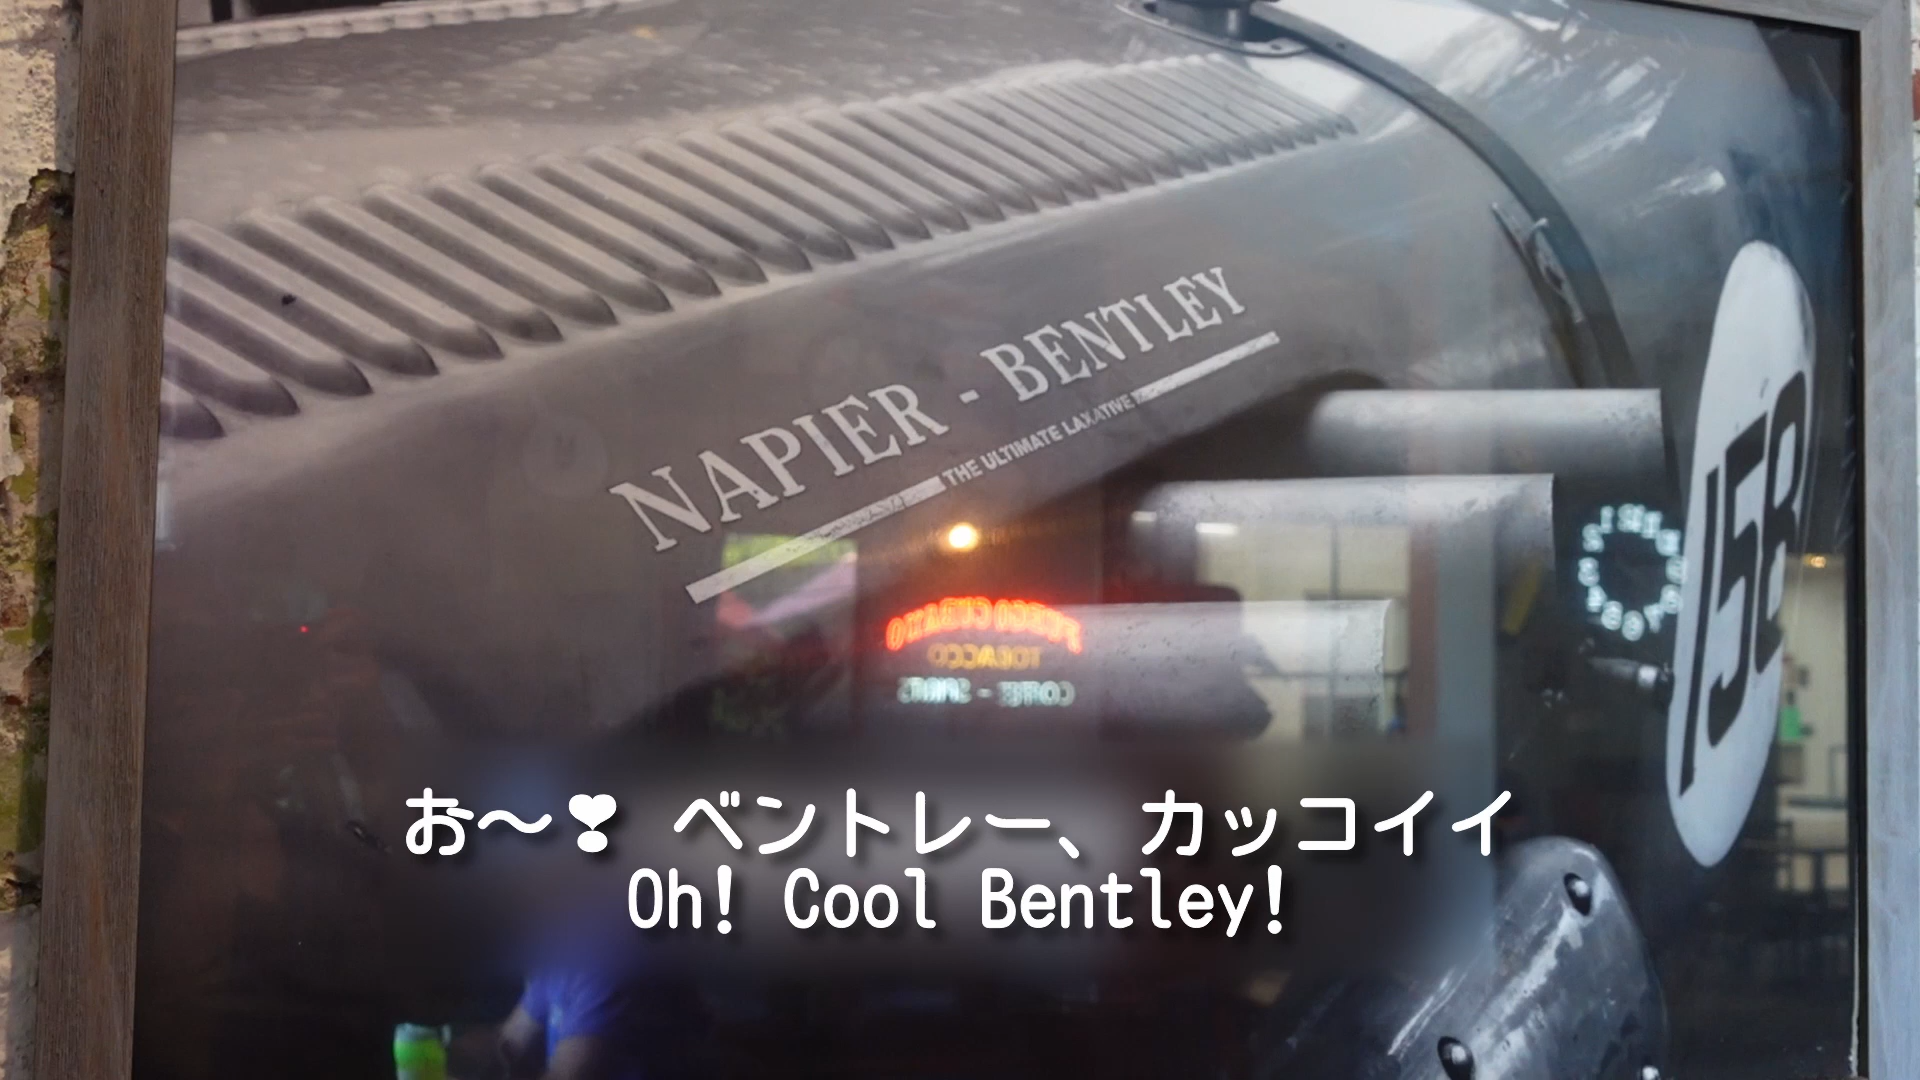 NAPIER - BENTLEY
THE ULTIMATE LAXATIVE
158
TOBACCO
お〜❣ ベントレー、カッコイイ
Oh! Cool Bentley!